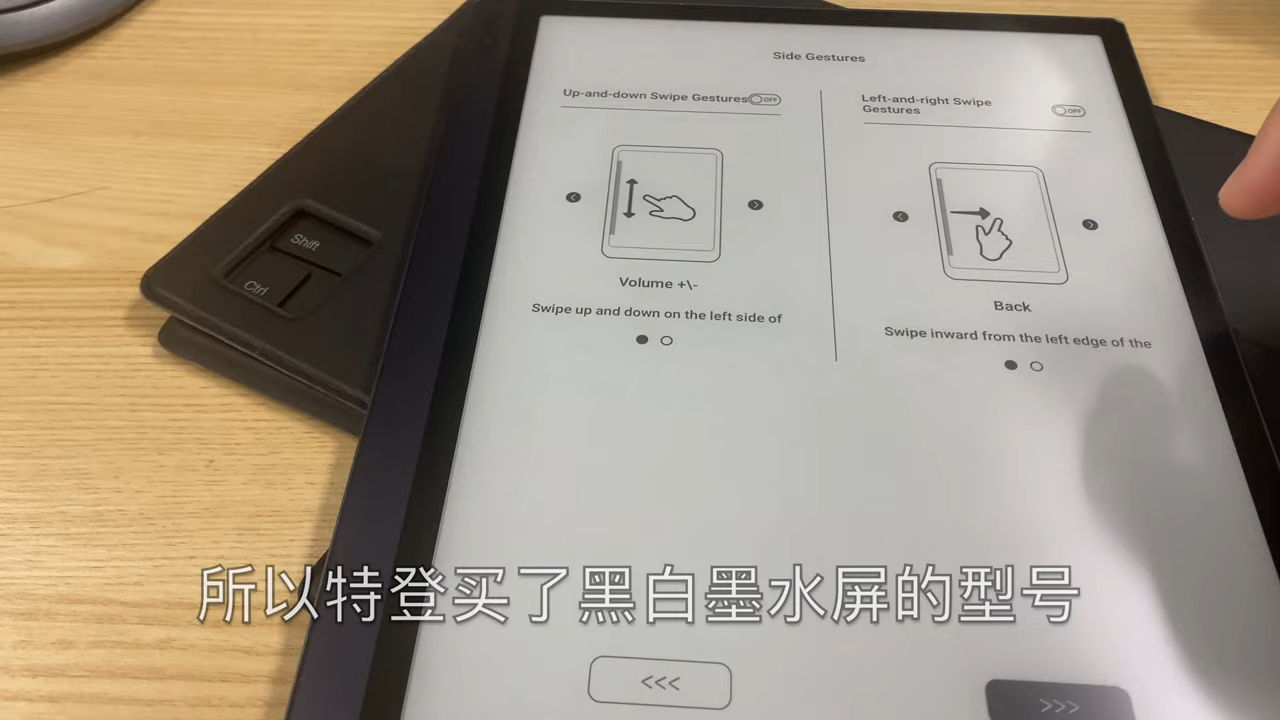 Side Gestures
Up-and-down Swipe Gestures OFF
Left-and-right Swipe
Gestures OFF
Shift
Ctrl
Volume +\-
Swipe up and down on the left side of
Back
Swipe inward from the left edge of the
所以特登买了黑白墨水屏的型号
<<<
>>>